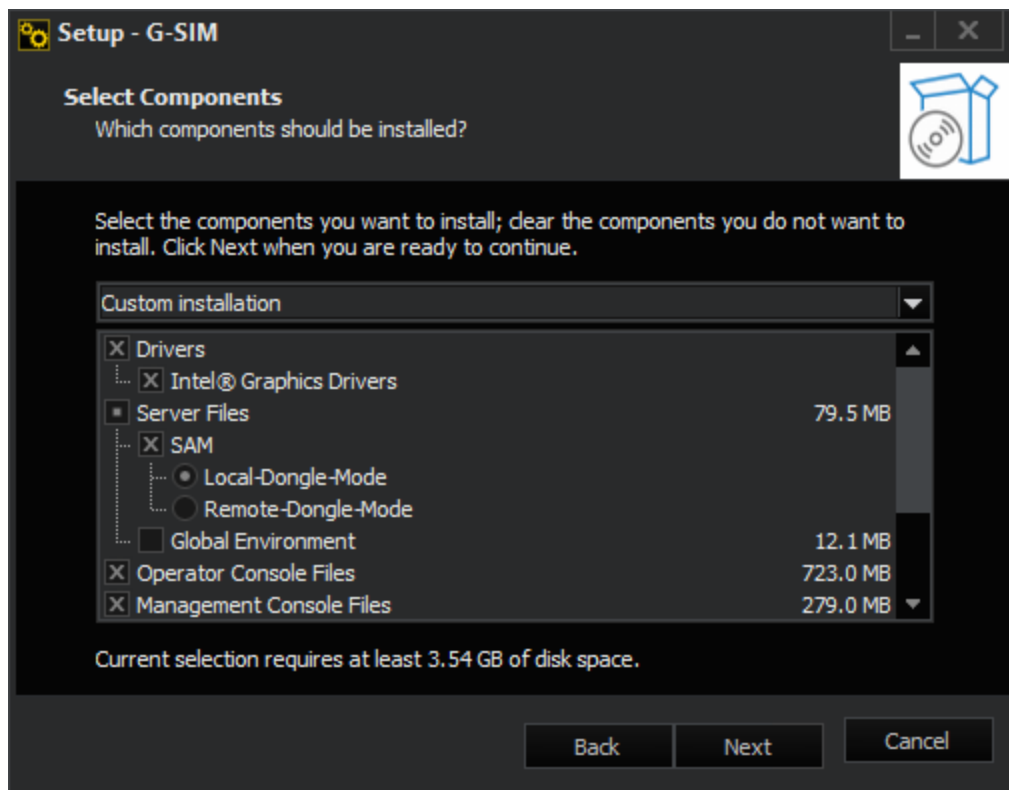 Setup - G-SIM
Select Components
Which components should be installed?
Select the components you want to install; clear the components you do not want to
install. Click Next when you are ready to continue.
Custom installation
Drivers
Intel® Graphics Drivers
Server Files 79.5 MB
SAM
Local-Dongle-Mode
Remote-Dongle-Mode
Global Environment 12.1 MB
Operator Console Files 723.0 MB
Management Console Files 279.0 MB
Current selection requires at least 3.54 GB of disk space.
Back Next Cancel